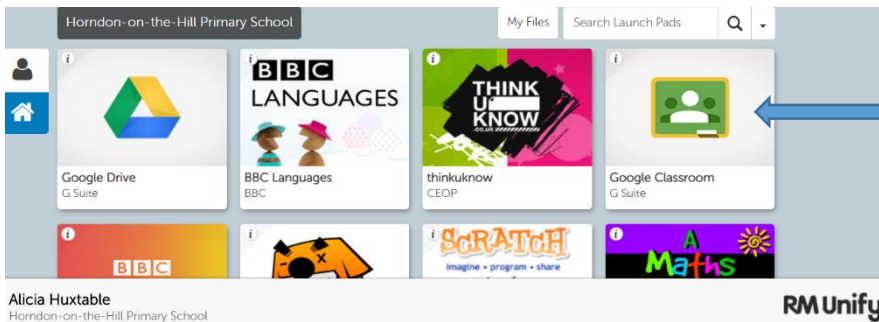 Horndon-on-the-Hill Primary School
My Files
Search Launch Pads
BBC
LANGUAGES
THINK
U
KNOW
.co.uk
Google Drive
G Suite
BBC Languages
BBC
thinkuknow
CEOP
Google Classroom
G Suite
BBC
SCRATCH
imagine • program • share
A
Maths
Alicia Huxtable
Horndon-on-the-Hill Primary School
RM Unify